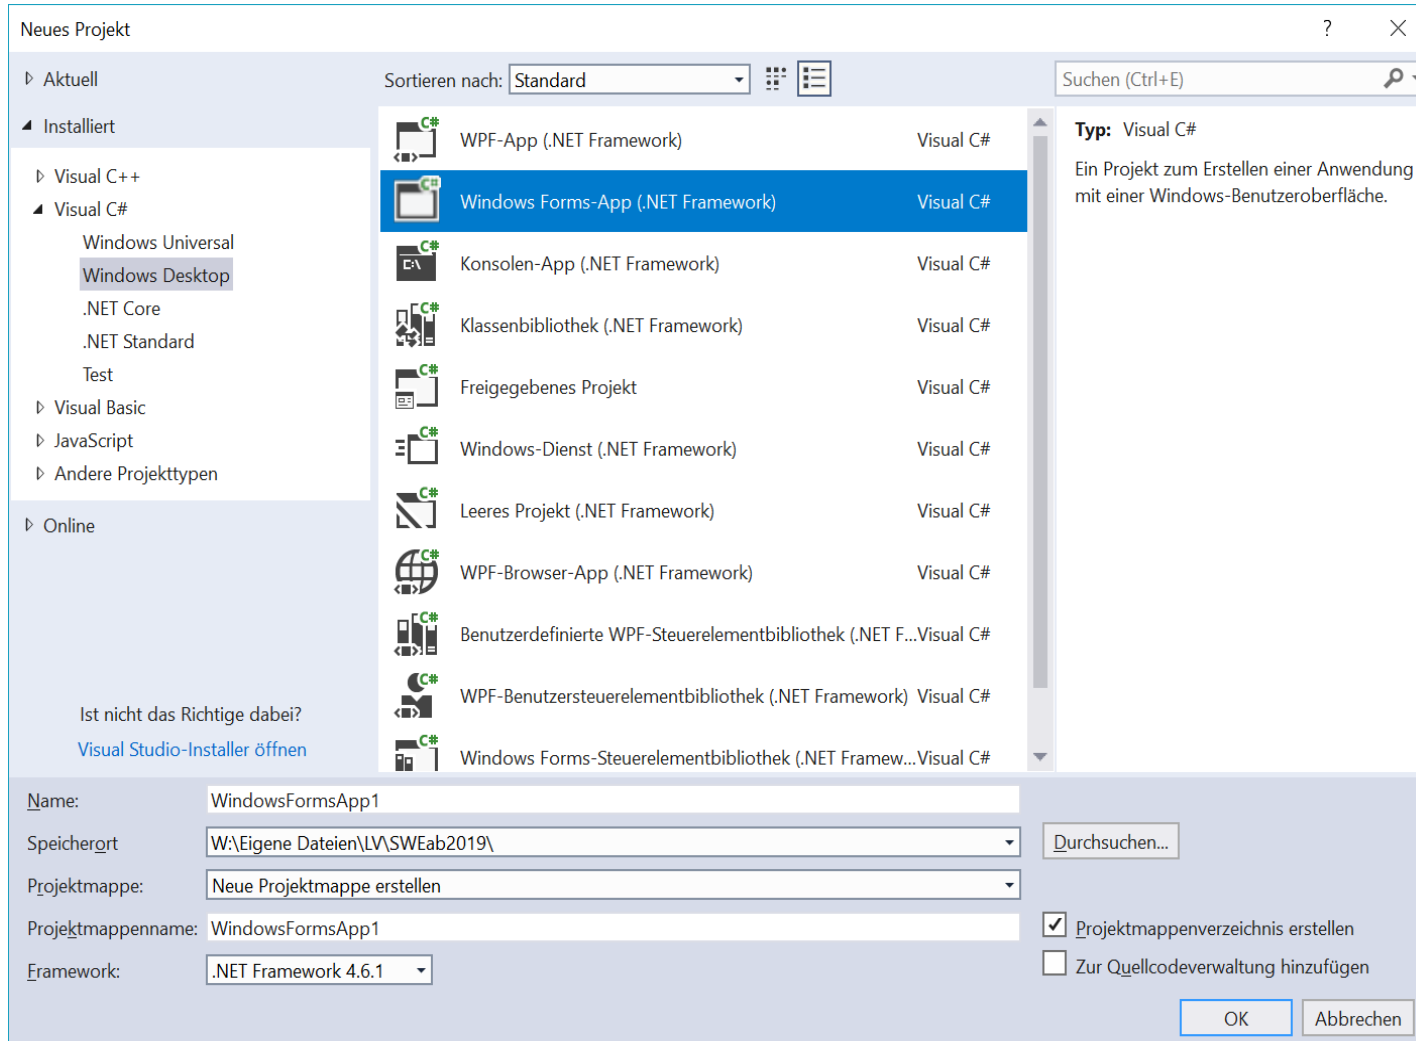 Neues Projekt
?
Aktuell
Installiert
Visual C++
Visual C#
Windows Universal
Windows Desktop
.NET Core
.NET Standard
Test
Visual Basic
JavaScript
Andere Projekttypen
Online
Ist nicht das Richtige dabei?
Visual Studio-Installer öffnen
Sortieren nach: Standard
C# WPF-App (.NET Framework) Visual C#
C# Windows Forms-App (.NET Framework) Visual C#
C# C:\ Konsolen-App (.NET Framework) Visual C#
C# Klassenbibliothek (.NET Framework) Visual C#
C# Freigegebenes Projekt Visual C#
C# Windows-Dienst (.NET Framework) Visual C#
C# Leeres Projekt (.NET Framework) Visual C#
C# WPF-Browser-App (.NET Framework) Visual C#
C# Benutzerdefinierte WPF-Steuerelementbibliothek (.NET F... Visual C#
C# WPF-Benutzersteuerelementbibliothek (.NET Framework) Visual C#
C# Windows Forms-Steuerelementbibliothek (.NET Framew... Visual C#
Suchen (Ctrl+E)
Typ: Visual C#
Ein Projekt zum Erstellen einer Anwendung
mit einer Windows-Benutzeroberfläche.
Name: WindowsFormsApp1
Speicherort W:\Eigene Dateien\LV\SWEab2019\ Durchsuchen...
Projektmappe: Neue Projektmappe erstellen
Projektmappenname: WindowsFormsApp1 Projektmappenverzeichnis erstellen
Framework: .NET Framework 4.6.1 Zur Quellcodeverwaltung hinzufügen
OK Abbrechen